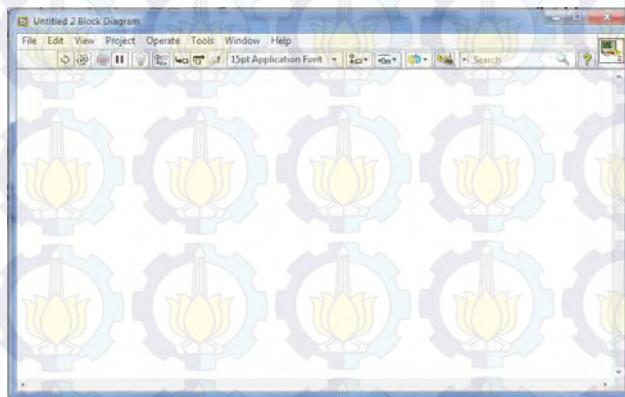 Untitled 2 Block Diagram
File Edit View Project Operate Tools Window Help
15pt Application Font Search